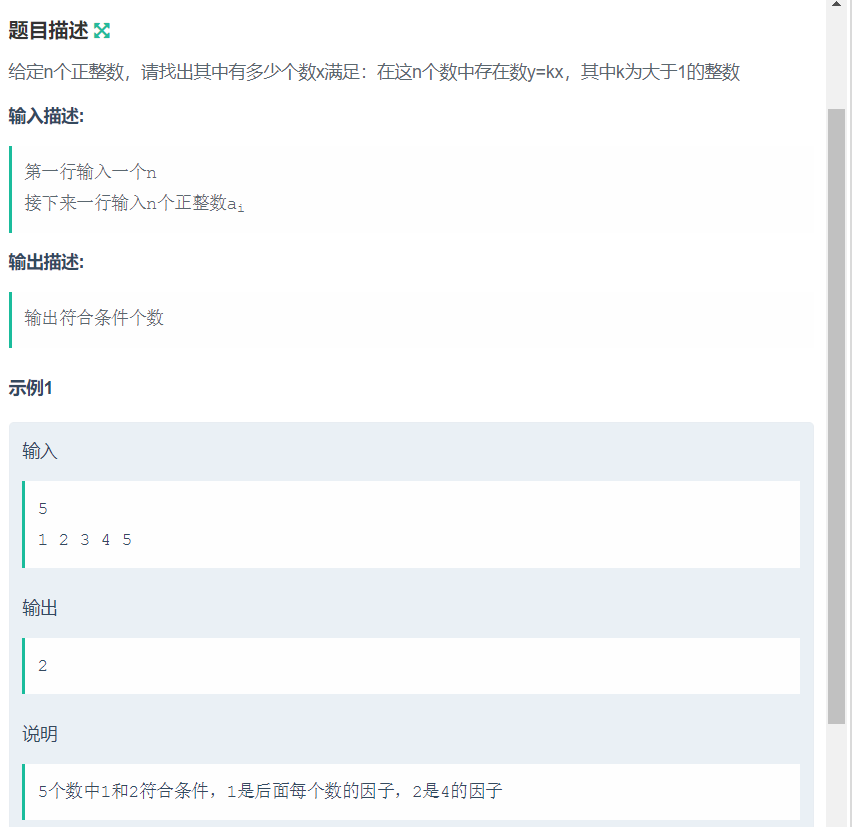 题目描述
给定n个正整数，请找出其中有多少个数x满足：在这n个数中存在数y=kx，其中k为大于1的整数
输入描述:
第一行输入一个n
接下来一行输入n个正整数ai
输出描述:
输出符合条件个数
示例1
输入
5
1 2 3 4 5
输出
2
说明
5个数中1和2符合条件，1是后面每个数的因子，2是4的因子